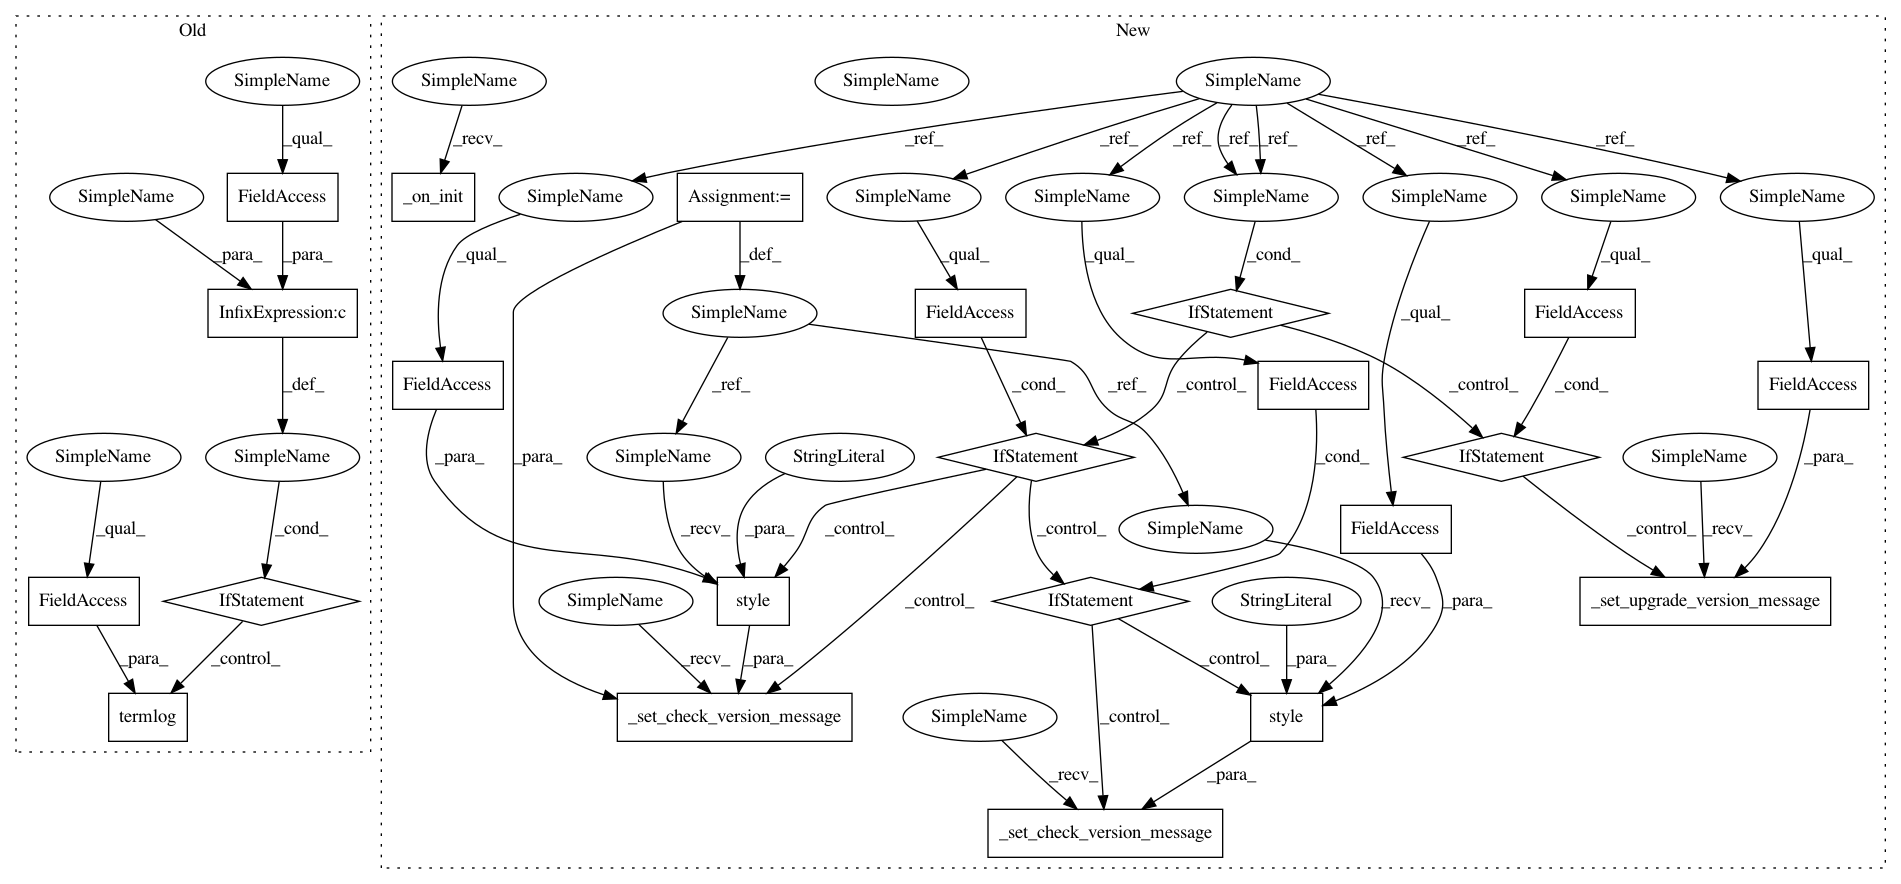 Old
New
SimpleName
SimpleName
SimpleName
SimpleName
_qual_
_recv_
_ref_
_ref_
_ref_
_ref_
_ref_
_ref_
_ref_
_ref_
SimpleName
FieldAccess
_on_init
SimpleName
Assignment:=
SimpleName
SimpleName
SimpleName
SimpleName
SimpleName
SimpleName
_para_
_para_
_qual_
_def_
_qual_
_qual_
_cond_
_qual_
_qual_
InfixExpression:c
SimpleName
FieldAccess
IfStatement
_qual_
FieldAccess
_def_
FieldAccess
_ref_
_ref_
_cond_
_control_
FieldAccess
_control_
_cond_
FieldAccess
SimpleName
SimpleName
_para_
_para_
SimpleName
StringLiteral
IfStatement
_cond_
IfStatement
SimpleName
_para_
_qual_
_cond_
_recv_
_para_
_control_
_control_
SimpleName
FieldAccess
_control_
_recv_
FieldAccess
IfStatement
SimpleName
style
_control_
IfStatement
StringLiteral
_recv_
_para_
_set_upgrade_version_message
_para_
_control_
_recv_
_para_
_control_
_para_
termlog
_set_check_version_message
SimpleName
_control_
style
_recv_
_para_
_set_check_version_message